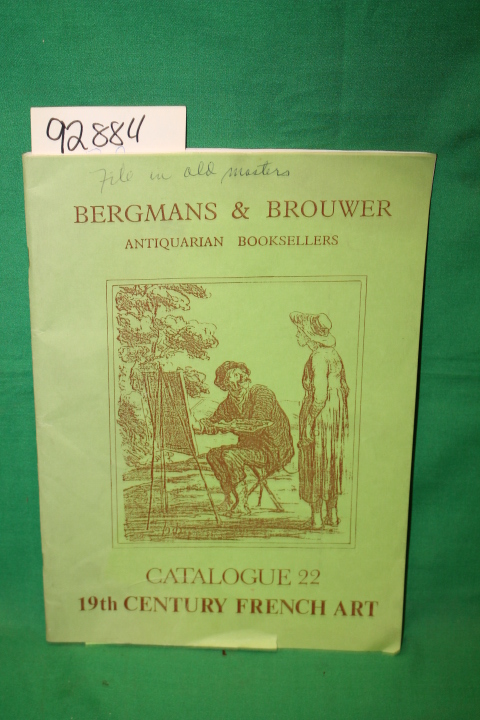 92884
File in old masters
BERGMANS & BROUWER
ANTIQUARIAN BOOKSELLERS
CATALOGUE 22
19th CENTURY FRENCH ART